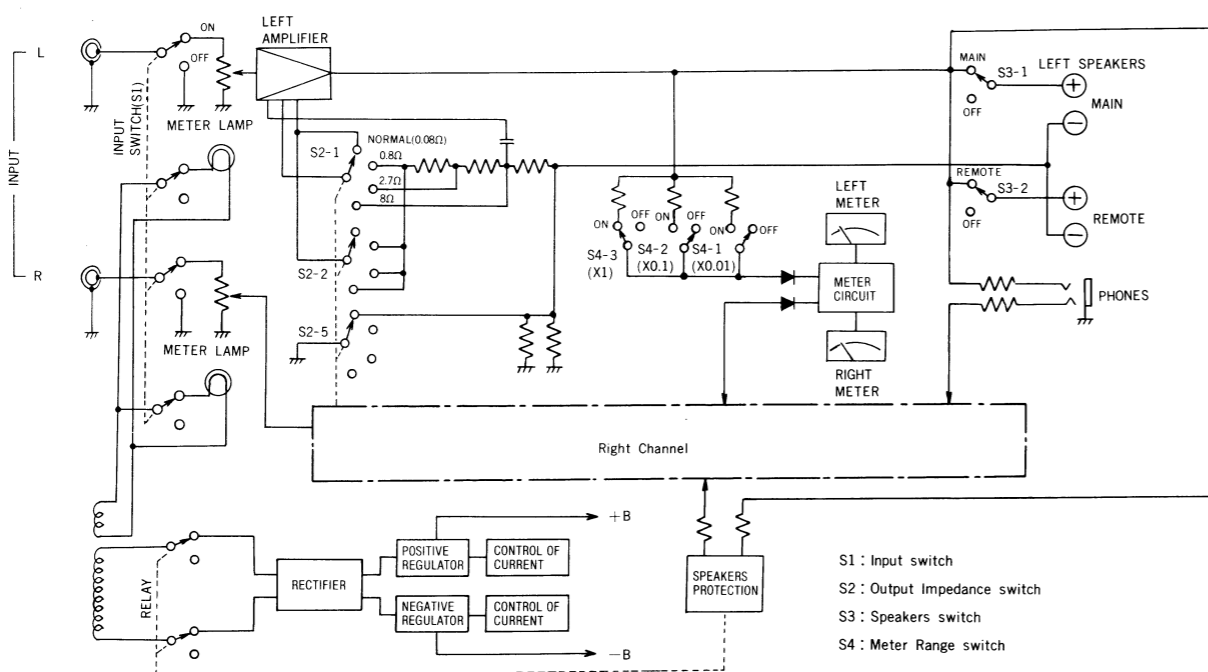 LEFT
AMPLIFIER
L
ON
OFF
METER LAMP
INPUT
SWITCH(S1)
INPUT
NORMAL(0.08Ω)
S2-1
0.8Ω
2.7Ω
8Ω
S2-2
S2-5
R
METER LAMP
MAIN
S3-1
LEFT SPEAKERS
OFF
+
MAIN
−
REMOTE
S3-2
OFF
+
REMOTE
−
PHONES
ON
OFF
ON
OFF
ON
OFF
S4-3
(X1)
S4-2
(X0.1)
S4-1
(X0.01)
LEFT
METER
METER
CIRCUIT
RIGHT
METER
Right Channel
RELAY
RECTIFIER
POSITIVE
REGULATOR
CONTROL OF
CURRENT
+B
NEGATIVE
REGULATOR
CONTROL OF
CURRENT
−B
SPEAKERS
PROTECTION
S1 : Input switch
S2 : Output Impedance switch
S3 : Speakers switch
S4 : Meter Range switch